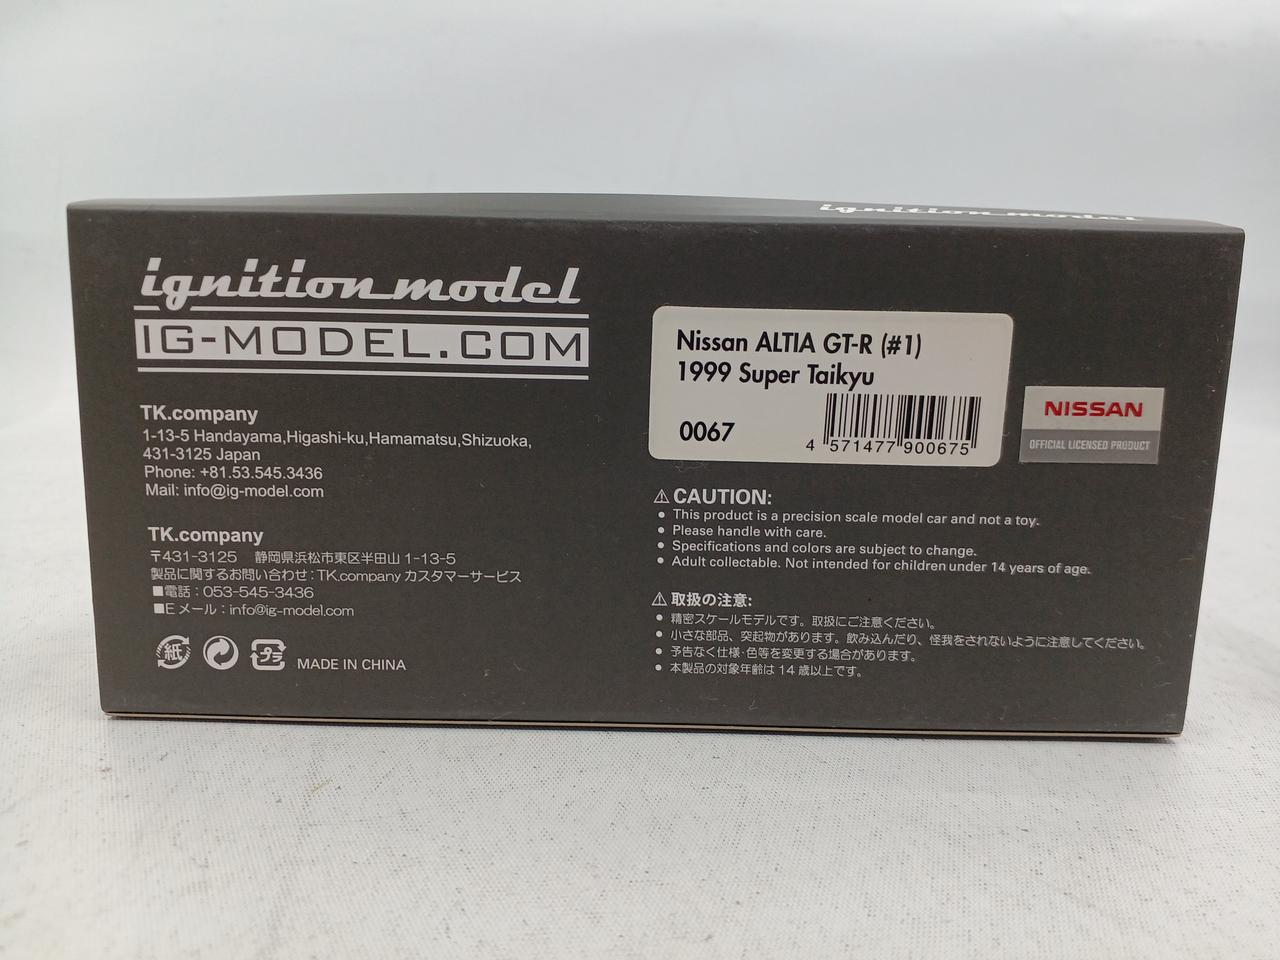 ignition model
ignition model
IG-MODEL.COM
TK.company
1-13-5 Handayama,Higashi-ku,Hamamatsu,Shizuoka,
431-3125 Japan
Phone: +81.53.545.3436
Mail: info@ig-model.com
TK.company
〒431-3125 静岡県浜松市東区半田山1-13-5
製品に関するお問い合わせ:TK.company カスタマーサービス
■電話:053-545-3436
■Eメール:info@ig-model.com
紙
プラ
MADE IN CHINA
Nissan ALTIA GT-R (#1)
1999 Super Taikyu
0067
4 571477 900675
NISSAN
OFFICIAL LICENSED PRODUCT
⚠ CAUTION:
• This product is a precision scale model car and not a toy.
• Please handle with care.
• Specifications and colors are subject to change.
• Adult collectable. Not intended for children under 14 years of age.
⚠ 取扱の注意:
• 精密スケールモデルです。取扱にご注意ください。
• 小さな部品、突起物があります。飲み込んだり、怪我をされないように注意してください。
• 予告なく仕様・色等を変更する場合があります。
• 本製品の対象年齢は14歳以上です。